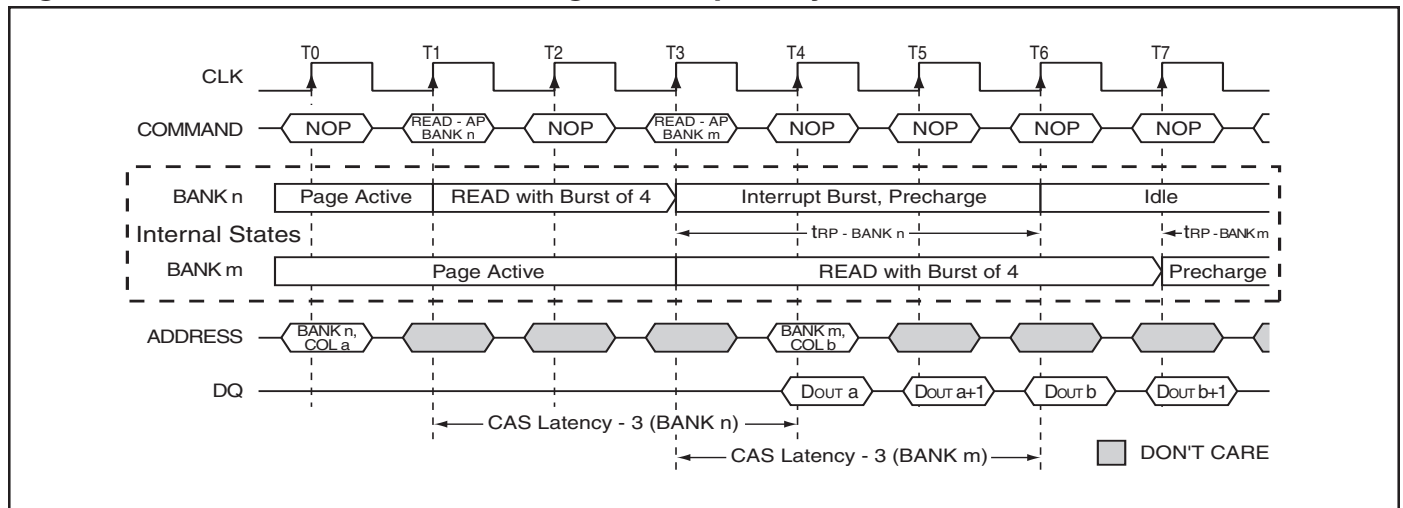 T0 T1 T2 T3 T4 T5 T6 T7
CLK
COMMAND NOP READ - AP BANK n NOP READ - AP BANK m NOP NOP NOP NOP
BANK n Page Active READ with Burst of 4 Interrupt Burst, Precharge Idle
Internal States tRP - BANK n tRP - BANK m
BANK m Page Active READ with Burst of 4 Precharge
ADDRESS BANK n, COL a BANK m, COL b
DQ DOUT a DOUT a+1 DOUT b DOUT b+1
CAS Latency - 3 (BANK n)
CAS Latency - 3 (BANK m) DON'T CARE